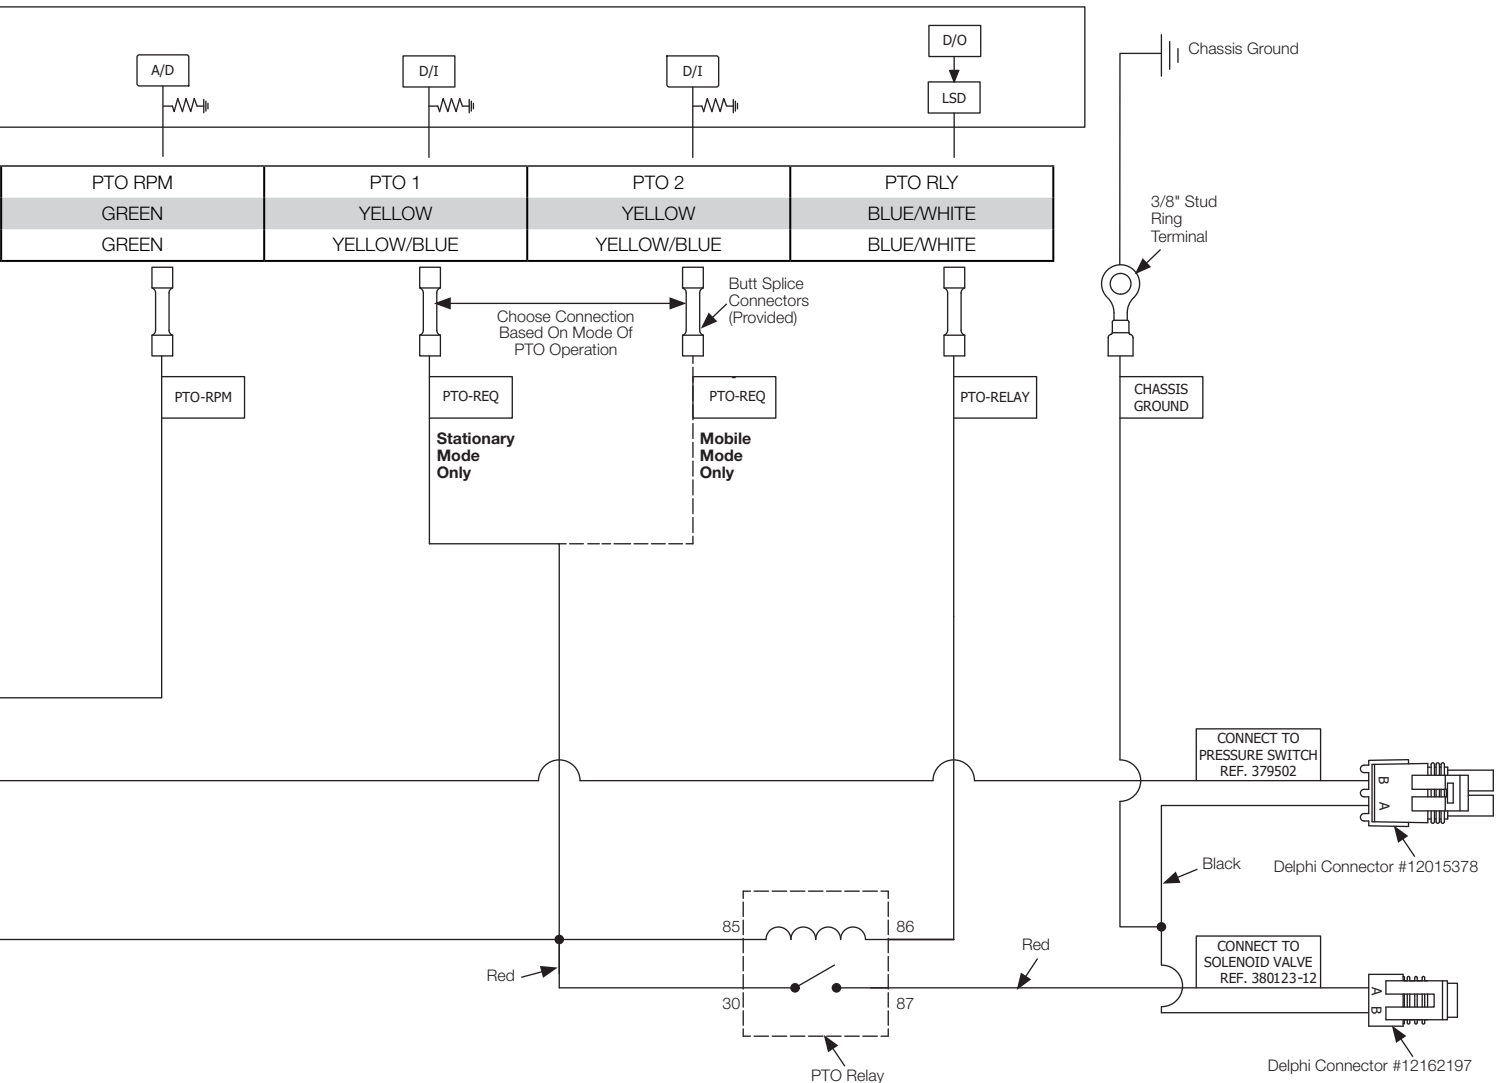 D/O
Chassis Ground
A/D
D/I
D/I
LSD
PTO RPM
PTO 1
PTO 2
PTO RLY
GREEN
YELLOW
YELLOW
BLUE/WHITE
GREEN
YELLOW/BLUE
YELLOW/BLUE
BLUE/WHITE
3/8" Stud
Ring
Terminal
Choose Connection
Based On Mode Of
PTO Operation
Butt Splice
Connectors
(Provided)
PTO-RPM
PTO-REQ
PTO-REQ
PTO-RELAY
CHASSIS
GROUND
Stationary
Mode
Only
Mobile
Mode
Only
CONNECT TO
PRESSURE SWITCH
REF. 379502
B
A
Delphi Connector #12015378
Black
85
86
Red
Red
30
87
CONNECT TO
SOLENOID VALVE
REF. 380123-12
A
B
PTO Relay
Delphi Connector #12162197